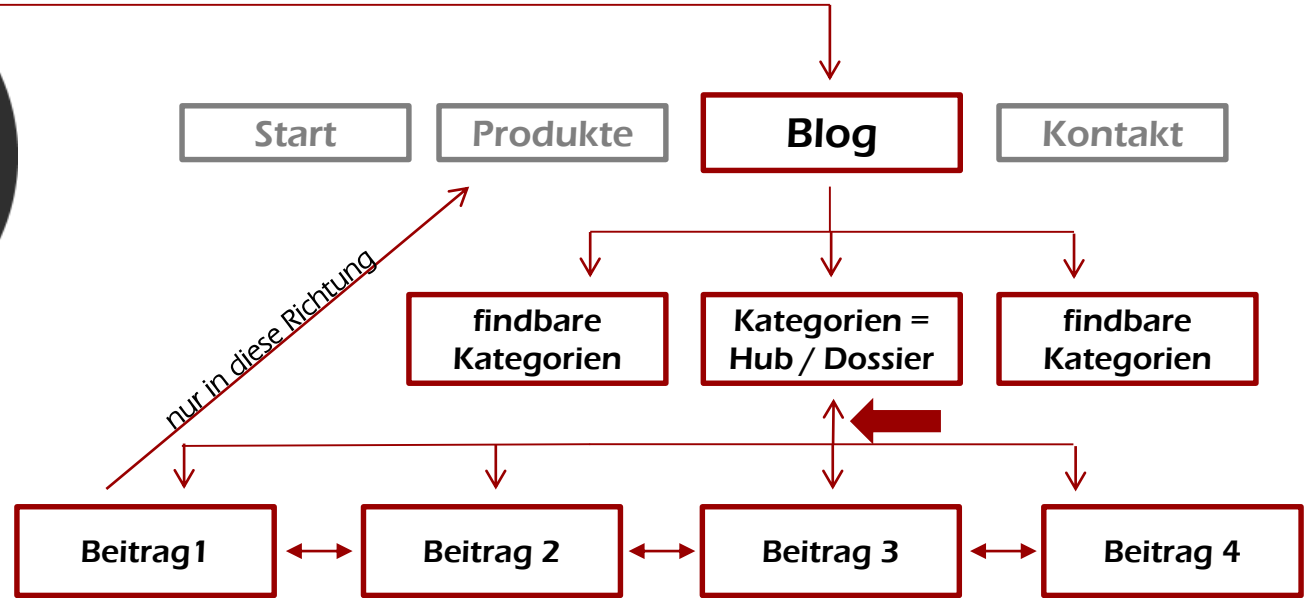 Start
Produkte
Blog
Kontakt
nur in diese Richtung
findbare
Kategorien
Kategorien =
Hub / Dossier
findbare
Kategorien
Beitrag1
Beitrag 2
Beitrag 3
Beitrag 4